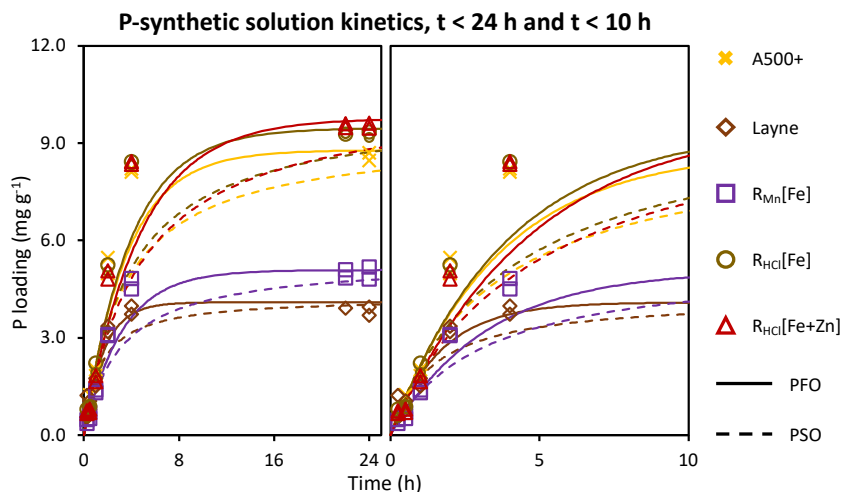 P-synthetic solution kinetics, t < 24 h and t < 10 h
P loading (mg g⁻¹)
12.0
9.0
6.0
3.0
0.0
0
8
16
24
0
5
10
Time (h)
A500+
Layne
R_Mn[Fe]
R_HCl[Fe]
R_HCl[Fe+Zn]
PFO
PSO